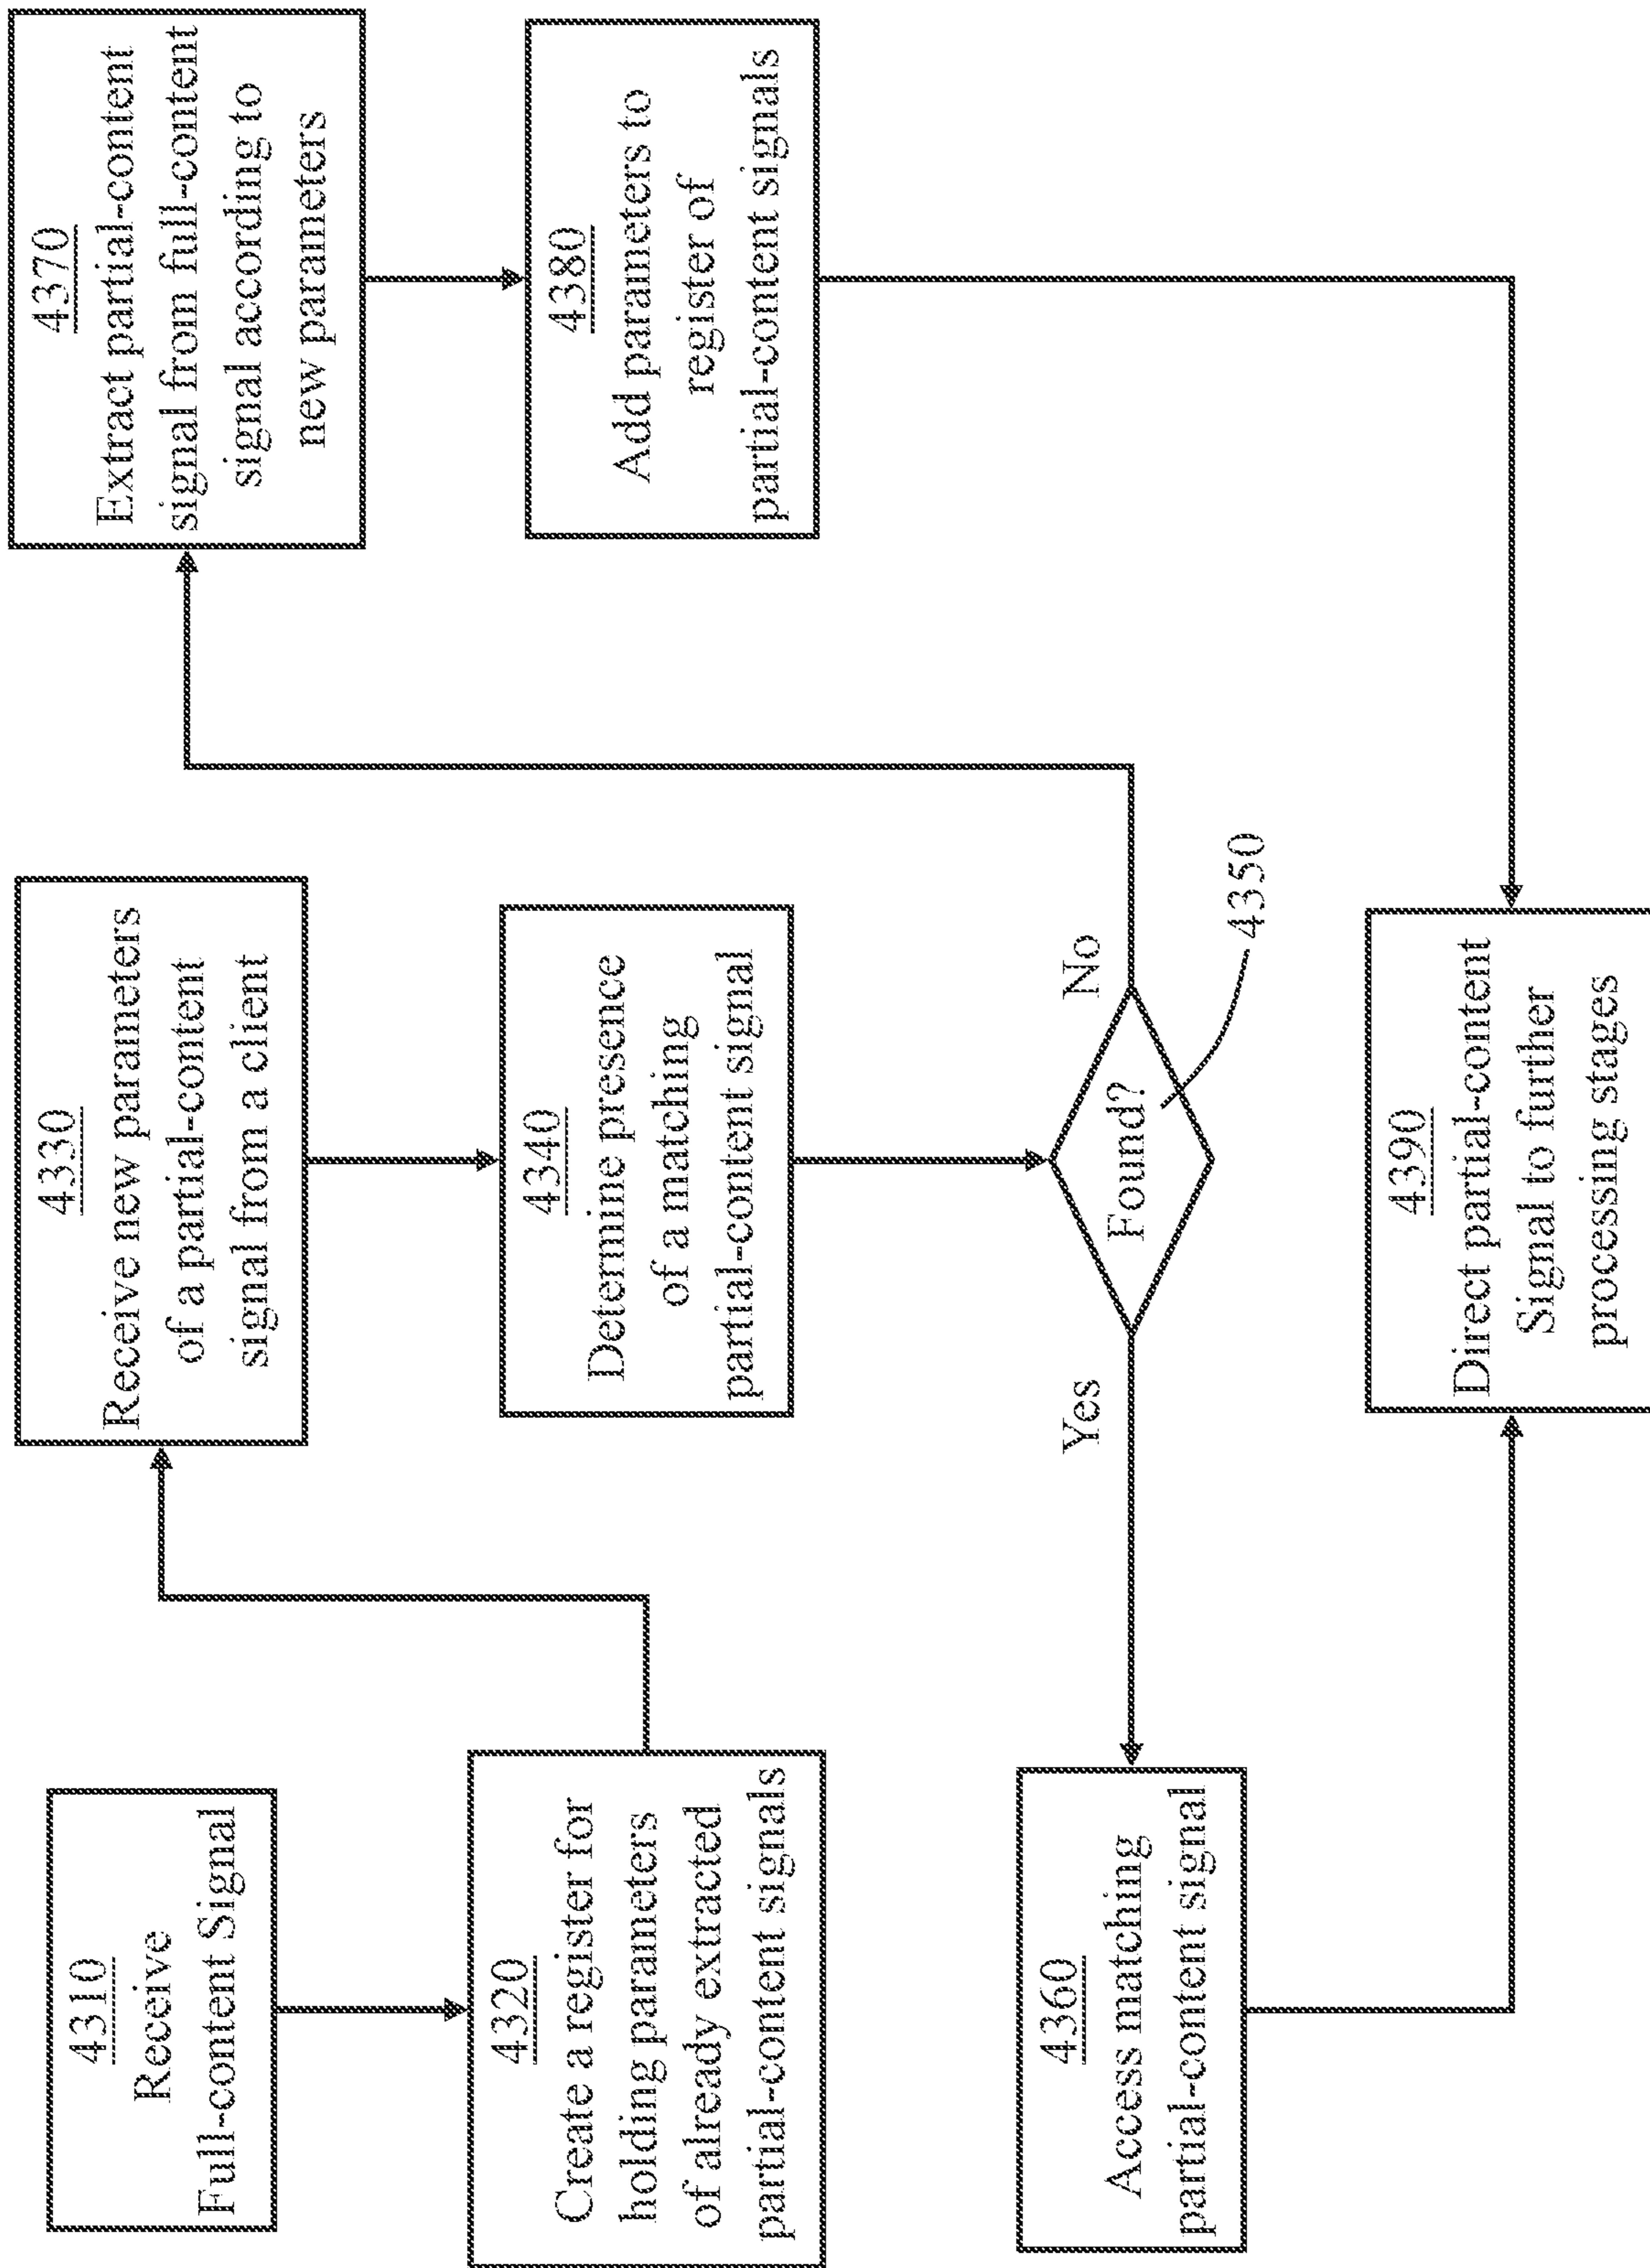 4310
Receive
Full-content Signal
4320
Create a register for
holding parameters
of already extracted
partial-content signals
4330
Receive new parameters
of a partial-content
signal from a client
4340
Determine presence
of a matching
partial-content signal
Found?
4350
Yes
No
4360
Access matching
partial-content signal
4370
Extract partial-content
signal from full-content
signal according to
new parameters
4380
Add parameters to
register of
partial-content signals
4390
Direct partial-content
Signal to further
processing stages